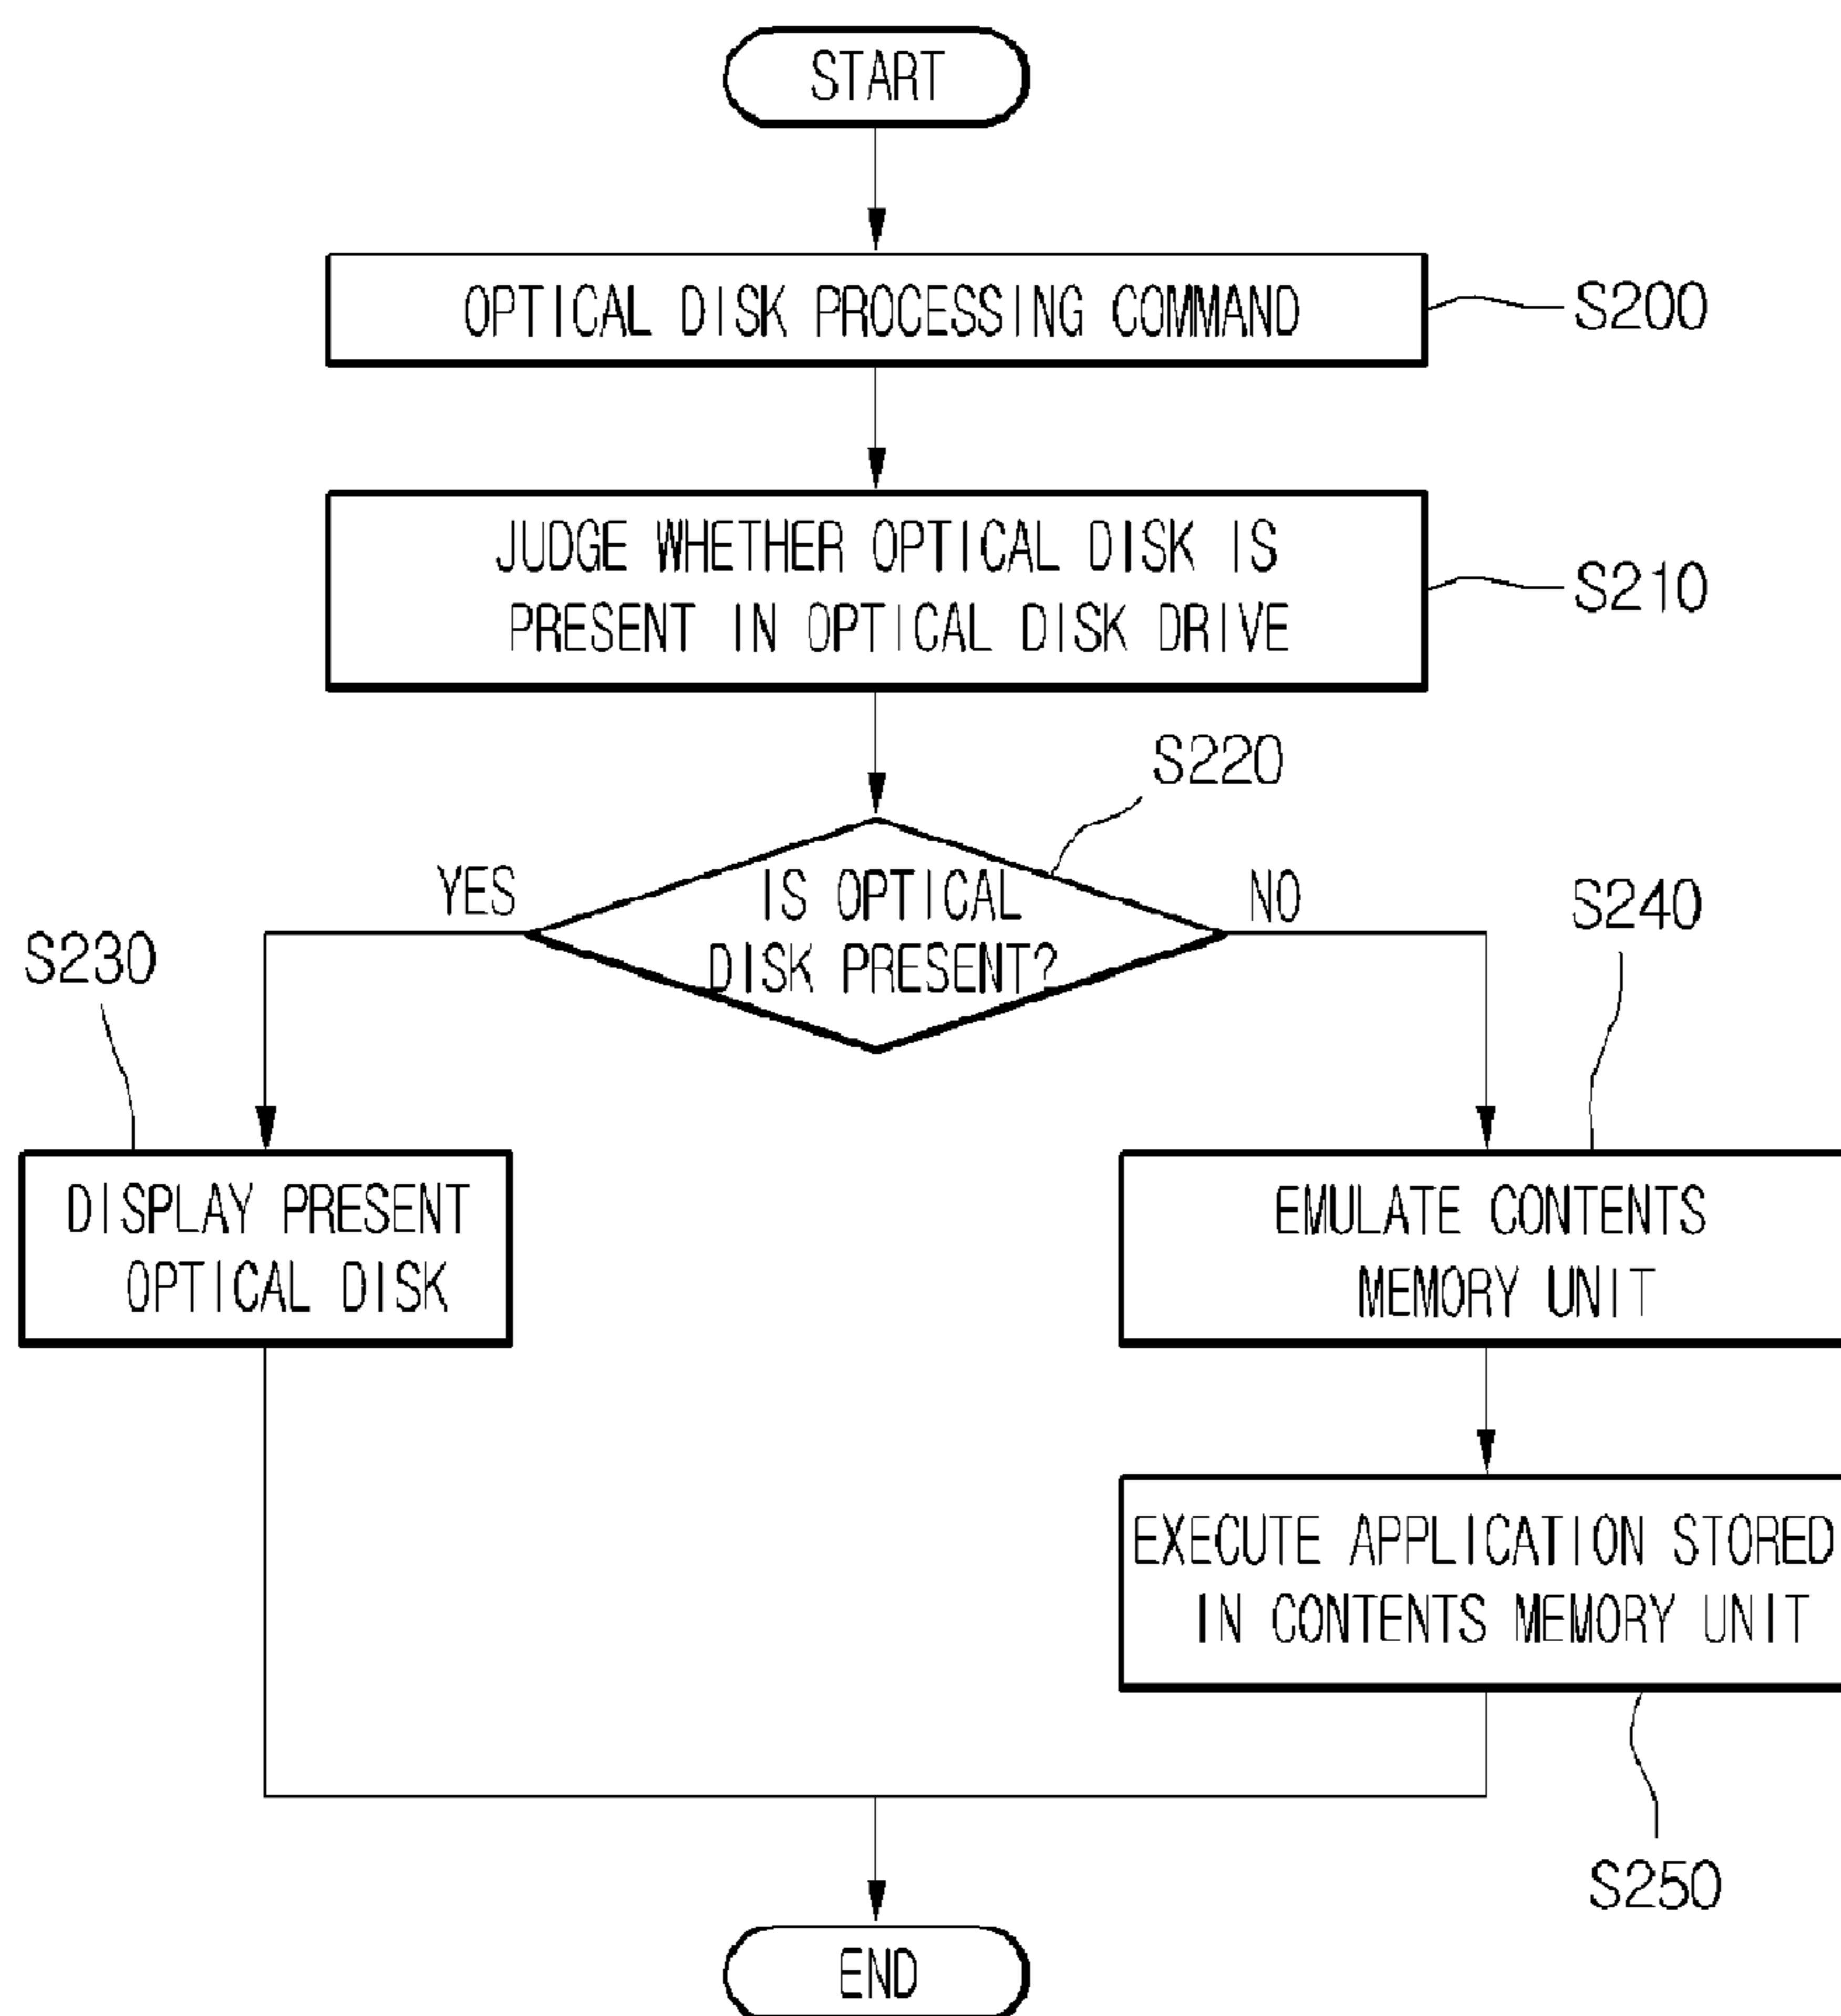 START
OPTICAL DISK PROCESSING COMMAND
S200
JUDGE WHETHER OPTICAL DISK IS
PRESENT IN OPTICAL DISK DRIVE
S210
S220
IS OPTICAL
DISK PRESENT?
YES
NO
S230
S240
DISPLAY PRESENT
OPTICAL DISK
EMULATE CONTENTS
MEMORY UNIT
EXECUTE APPLICATION STORED
IN CONTENTS MEMORY UNIT
S250
END